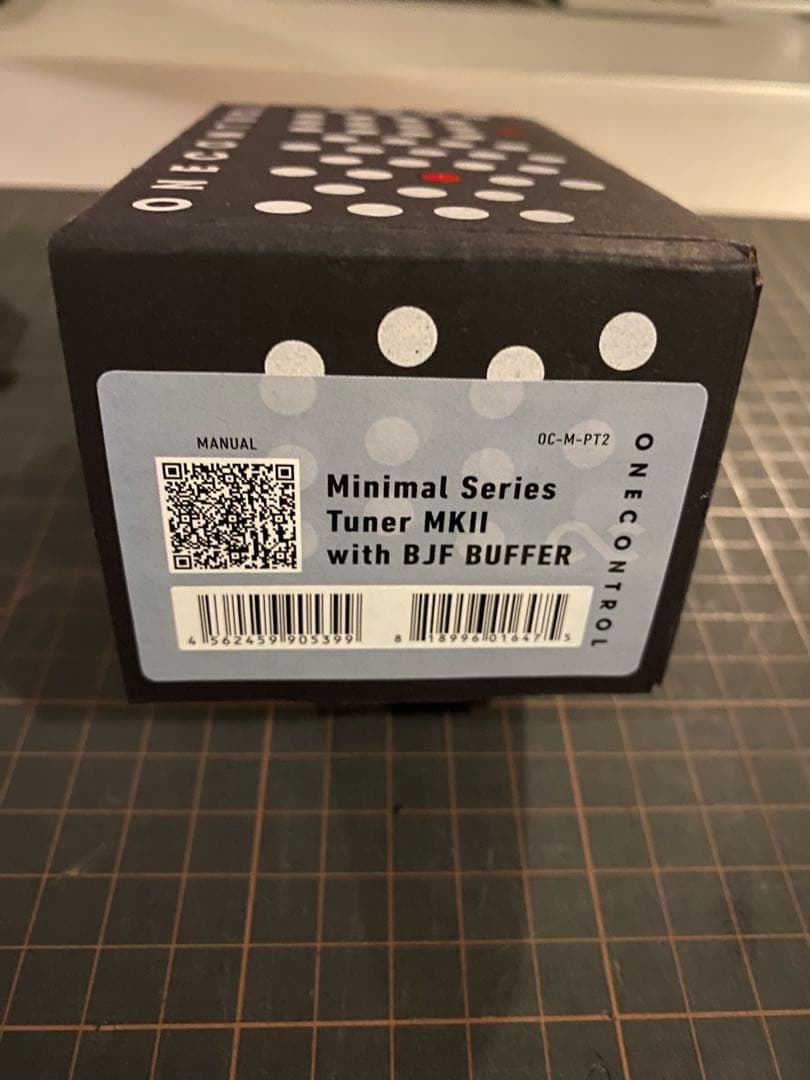 ONECONTROL
MANUAL
OC-M-PT2
Minimal Series
Tuner MKII
with BJF BUFFER
ONECONTROL
4 562459 905399
8 18996 01647 5